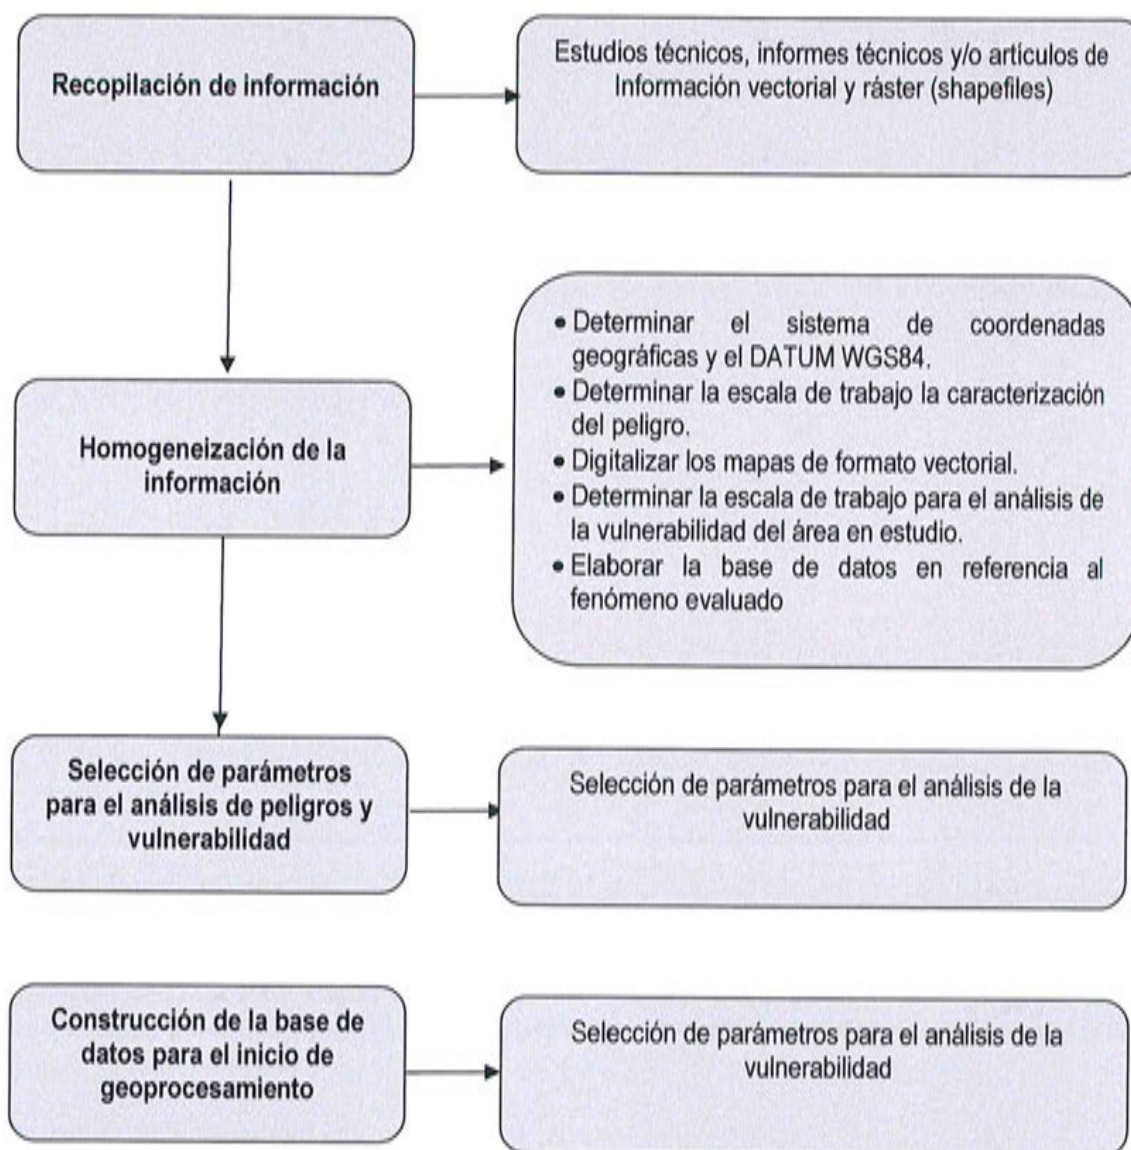 Recopilación de información
Estudios técnicos, informes técnicos y/o artículos de
Información vectorial y ráster (shapefiles)
Homogeneización de la
información
• Determinar el sistema de coordenadas
geográficas y el DATUM WGS84.
• Determinar la escala de trabajo la caracterización
del peligro.
• Digitalizar los mapas de formato vectorial.
• Determinar la escala de trabajo para el análisis de
la vulnerabilidad del área en estudio.
• Elaborar la base de datos en referencia al
fenómeno evaluado
Selección de parámetros
para el análisis de peligros y
vulnerabilidad
Selección de parámetros para el análisis de la
vulnerabilidad
Construcción de la base de
datos para el inicio de
geoprocesamiento
Selección de parámetros para el análisis de la
vulnerabilidad